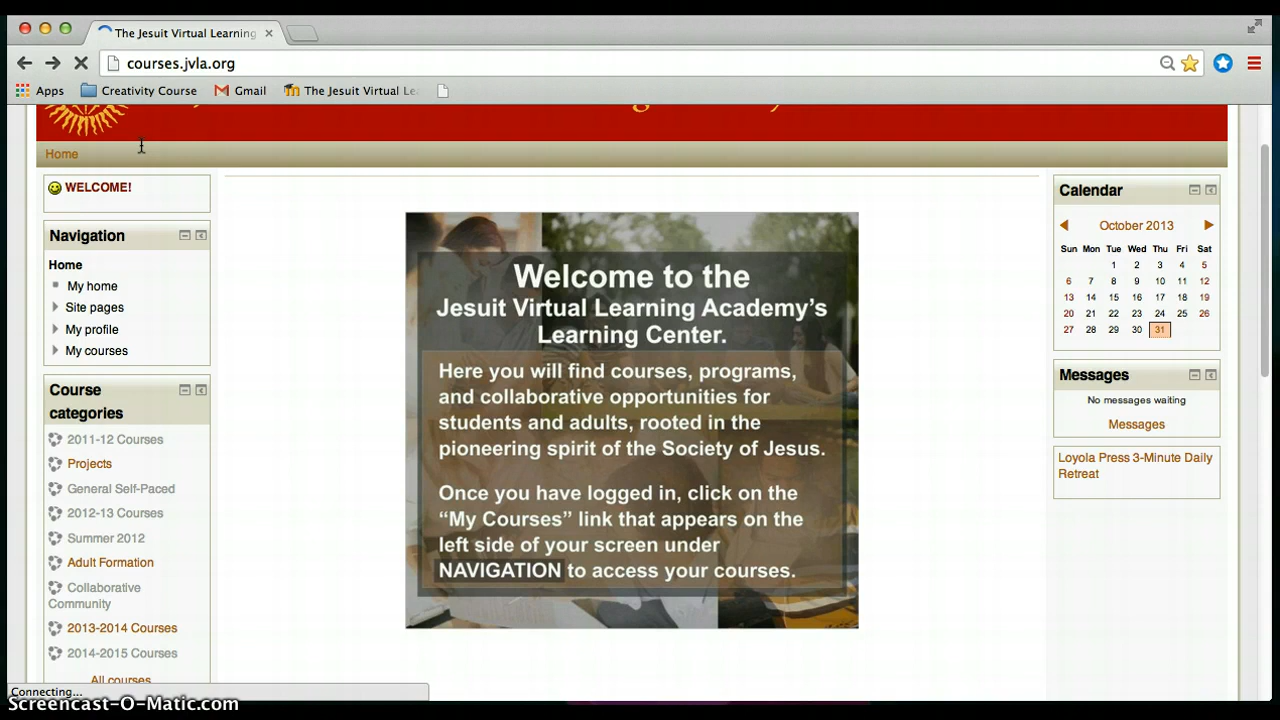 The Jesuit Virtual Learning
courses.jvla.org
Apps
Creativity Course
Gmail
The Jesuit Virtual Le
Home
WELCOME!
Navigation
Home
My home
Site pages
My profile
My courses
Course
categories
2011-12 Courses
Projects
General Self-Paced
2012-13 Courses
Summer 2012
Adult Formation
Collaborative
Community
2013-2014 Courses
2014-2015 Courses
All courses
Welcome to the
Jesuit Virtual Learning Academy's
Learning Center.
Here you will find courses, programs,
and collaborative opportunities for
students and adults, rooted in the
pioneering spirit of the Society of Jesus.
Once you have logged in, click on the
“My Courses” link that appears on the
left side of your screen under
NAVIGATION to access your courses.
Calendar
October 2013
Sun Mon Tue Wed Thu Fri Sat
1 2 3 4 5
6 7 8 9 10 11 12
13 14 15 16 17 18 19
20 21 22 23 24 25 26
27 28 29 30 31
Messages
No messages waiting
Messages
Loyola Press 3-Minute Daily
Retreat
Connecting...
Screencast-O-Matic.com